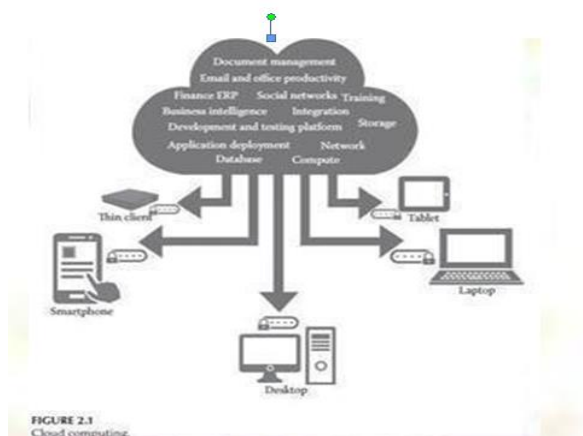 Document management
Email and office productivity
Finance ERP Social networks Training
Business intelligence Integration
Storage
Development and testing platform
Application deployment Network
Database Compute
Thin client
Tablet
Smartphone
Laptop
Desktop
FIGURE 2.1
Cloud computing.